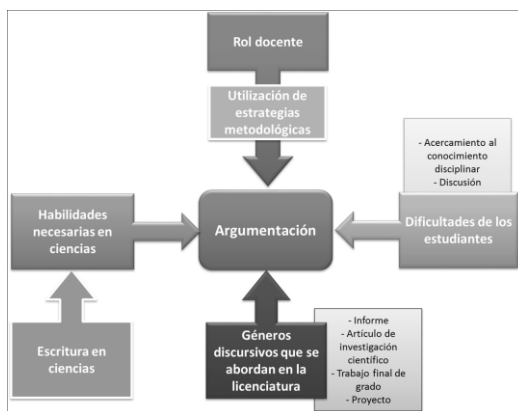 Rol docente
Utilización de
estrategias
metodológicas
- Acercamiento al
conocimiento
disciplinar
- Discusión
Habilidades
necesarias en
ciencias
Argumentación
Dificultades de los
estudiantes
Escritura en
ciencias
Géneros
discursivos que se
abordan en la
licenciatura
- Informe
- Artículo de
investigación
científico
- Trabajo final de
grado
- Proyecto